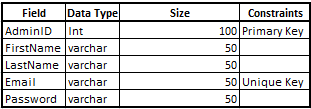 Field Data Type Size Constraints
AdminID Int 100 Primary Key
FirstName varchar 50
LastName varchar 50
Email varchar 50 Unique Key
Password varchar 50